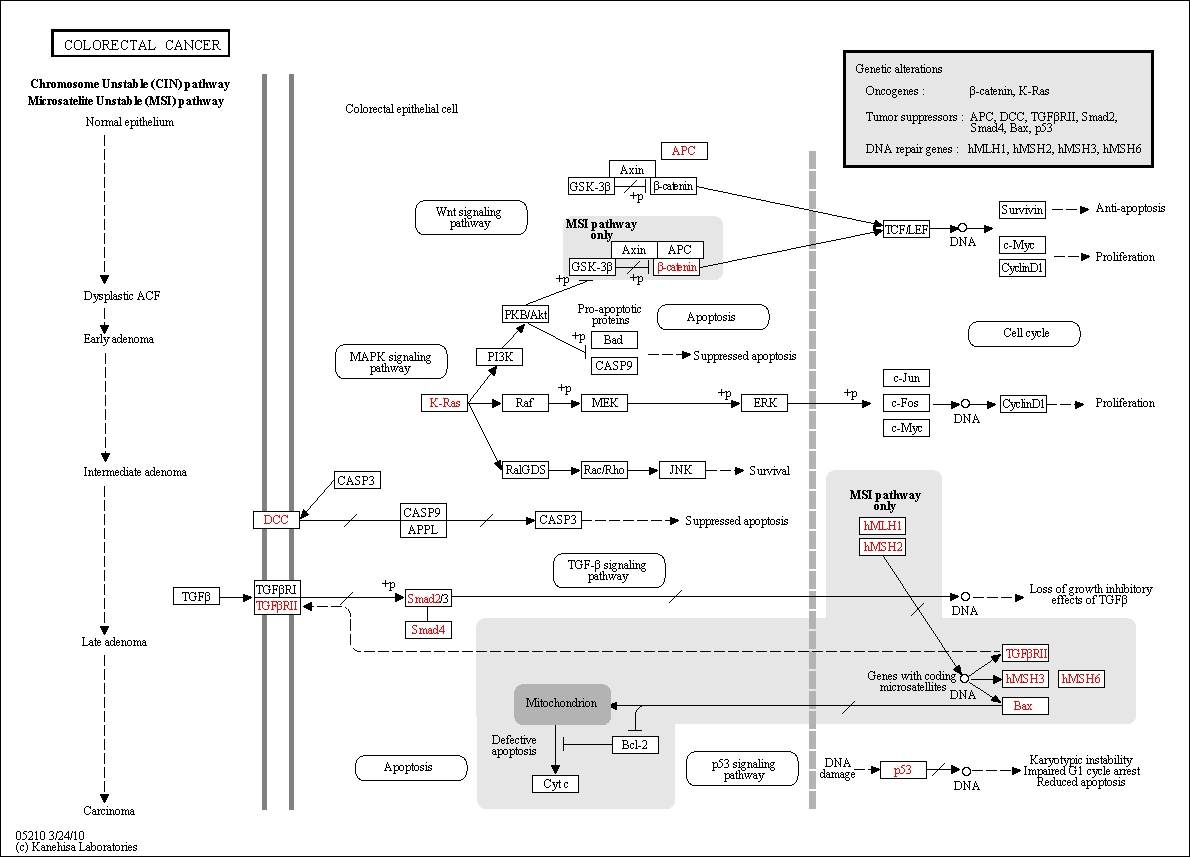 COLORECTAL CANCER
Chromosome Unstable (CIN) pathway
Microsatelite Unstable (MSI) pathway
Normal epithelium
Dysplastic ACF
Early adenoma
Intermediate adenoma
Late adenoma
Carcinoma
Colorectal epithelial cell
Genetic alterations
Oncogenes : β-catenin, K-Ras
Tumor suppressors : APC, DCC, TGFβRII, Smad2,
Smad4, Bax, p53
DNA repair genes : hMLH1, hMSH2, hMSH3, hMSH6
APC
Axin
GSK-3β
β-catenin
+p
Wnt signaling
pathway
MSI pathway
only
Axin
APC
GSK-3β
β-catenin
+p
+p
TCF/LEF
DNA
Survivin
Anti-apoptosis
c-Myc
CyclinD1
Proliferation
PKB/Akt
Pro-apoptotic
proteins
+p
Bad
CASP9
Apoptosis
Suppressed apoptosis
Cell cycle
MAPK signaling
pathway
PI3K
K-Ras
Raf
+p
MEK
+p
ERK
+p
c-Jun
c-Fos
c-Myc
DNA
CyclinD1
Proliferation
RalGDS
Rac/Rho
JNK
Survival
CASP3
DCC
CASP9
APPL
CASP3
Suppressed apoptosis
MSI pathway
only
hMLH1
hMSH2
TGF-β signaling
pathway
TGFβ
TGFβRI
TGFβRII
+p
Smad2/3
Smad4
DNA
Loss of growth inhibitory
effects of TGFβ
Genes with coding
microsatellites
DNA
TGFβRII
hMSH3
hMSH6
Bax
Mitochondrion
Defective
apoptosis
Bcl-2
Cyt c
Apoptosis
p53 signaling
pathway
DNA
damage
p53
DNA
Karyotypic instability
Impaired G1 cycle arrest
Reduced apoptosis
05210 3/24/10
(c) Kanehisa Laboratories